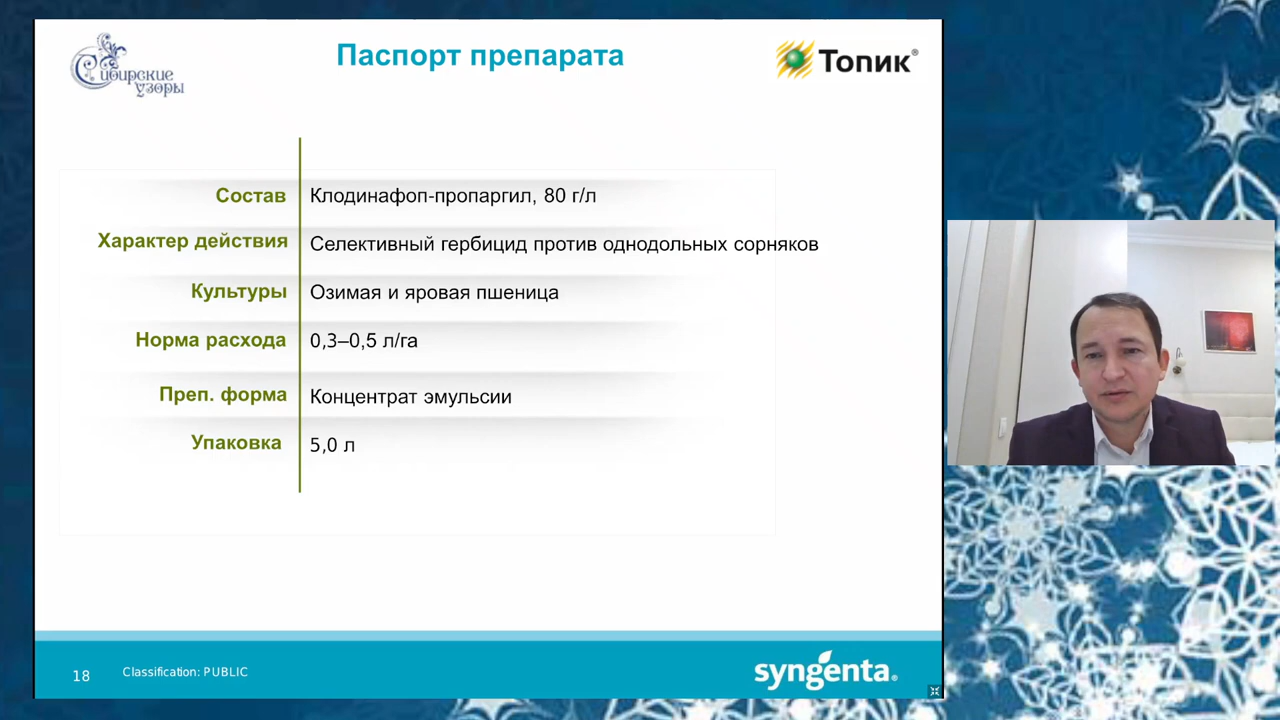 Сибирские
узоры
Паспорт препарата
Топик®
Состав
Клодинафоп-пропаргил, 80 г/л
Характер действия
Селективный гербицид против однодольных сорняков
Культуры
Озимая и яровая пшеница
Норма расхода
0,3–0,5 л/га
Преп. форма
Концентрат эмульсии
Упаковка
5,0 л
18
Classification: PUBLIC
syngenta®